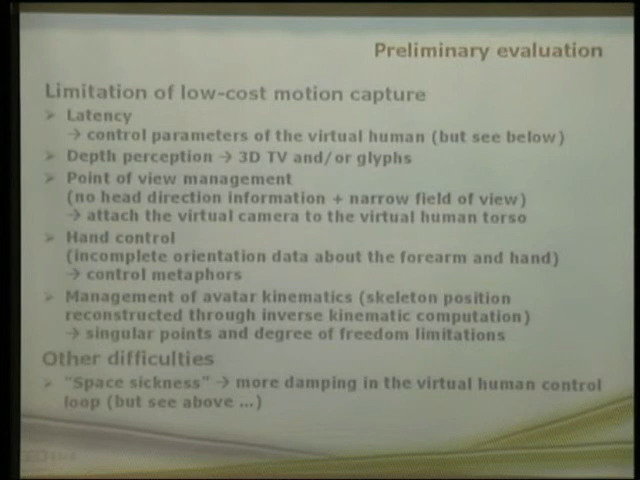 Preliminary evaluation
Limitation of low-cost motion capture
➢ Latency
→ control parameters of the virtual human (but see below)
➢ Depth perception → 3D TV and/or glyphs
➢ Point of view management
(no head direction information + narrow field of view)
→ attach the virtual camera to the virtual human torso
➢ Hand control
(incomplete orientation data about the forearm and hand)
→ control metaphors
➢ Management of avatar kinematics (skeleton position
reconstructed through inverse kinematic computation)
→ singular points and degree of freedom limitations
Other difficulties
➢ "Space sickness" → more damping in the virtual human control
loop (but see above ...)